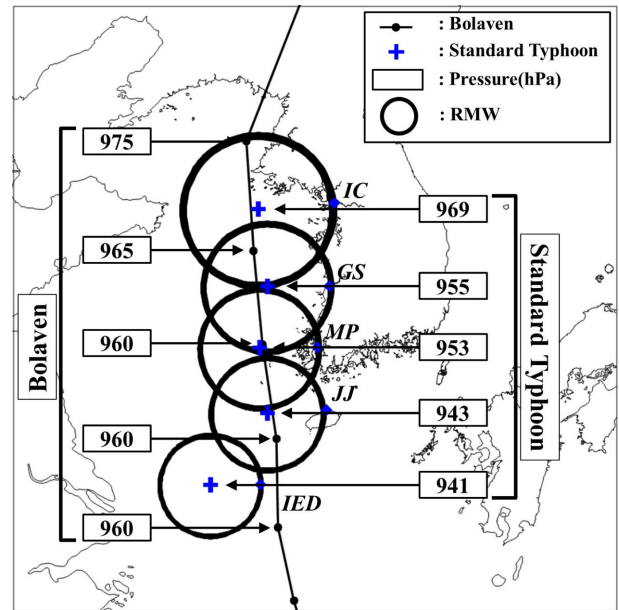 : Bolaven
: Standard Typhoon
: Pressure(hPa)
: RMW
975
IC
969
965
GS
955
MP
960
953
JJ
943
960
941
IED
960
Bolaven
Standard Typhoon